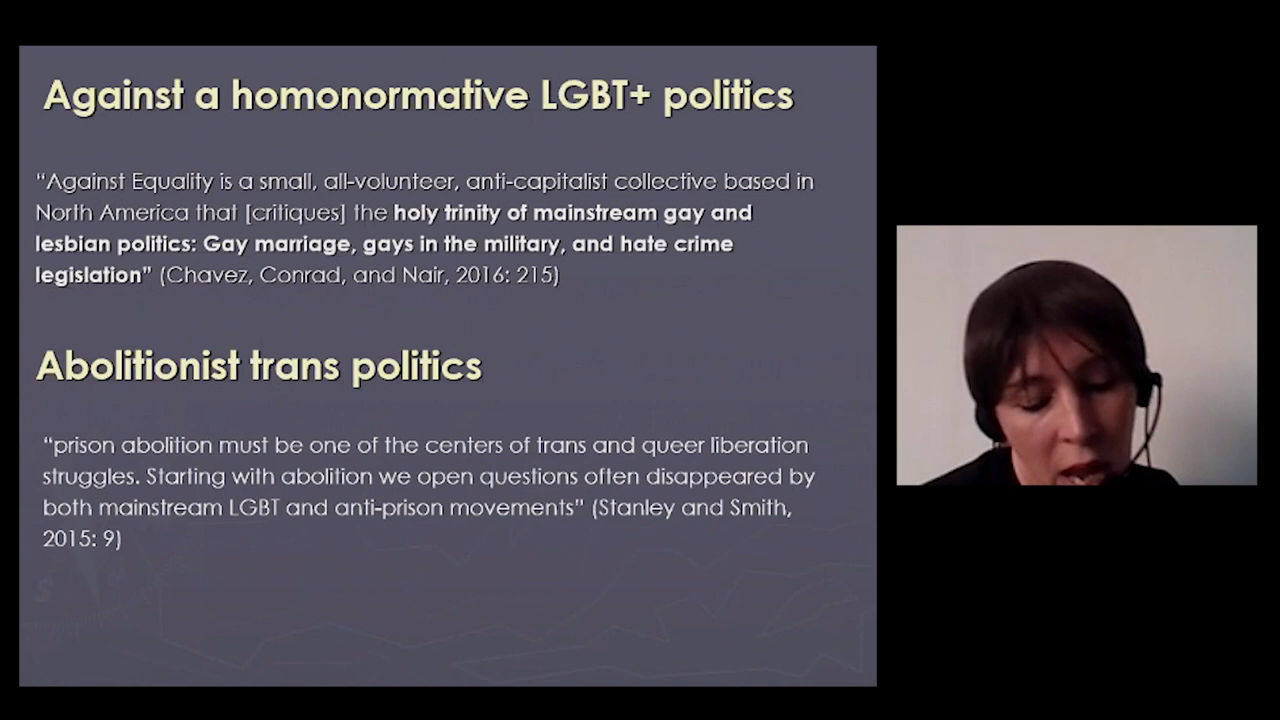 Against a homonormative LGBT+ politics
“Against Equality is a small, all-volunteer, anti-capitalist collective based in
North America that [critiques] the holy trinity of mainstream gay and
lesbian politics: Gay marriage, gays in the military, and hate crime
legislation” (Chavez, Conrad, and Nair, 2016: 215)
Abolitionist trans politics
“prison abolition must be one of the centers of trans and queer liberation
struggles. Starting with abolition we open questions often disappeared by
both mainstream LGBT and anti-prison movements” (Stanley and Smith,
2015: 9)